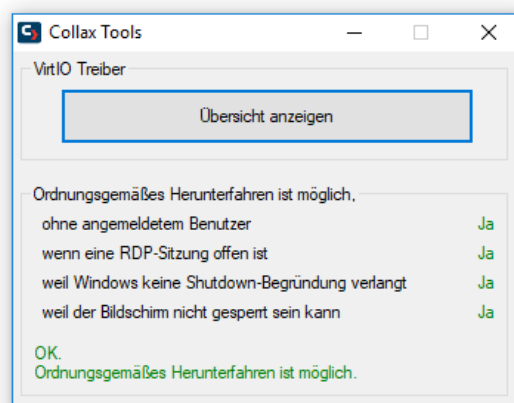 Collax Tools
VirtIO Treiber
Übersicht anzeigen
Ordnungsgemäßes Herunterfahren ist möglich,
ohne angemeldetem Benutzer Ja
wenn eine RDP-Sitzung offen ist Ja
weil Windows keine Shutdown-Begründung verlangt Ja
weil der Bildschirm nicht gesperrt sein kann Ja
OK.
Ordnungsgemäßes Herunterfahren ist möglich.